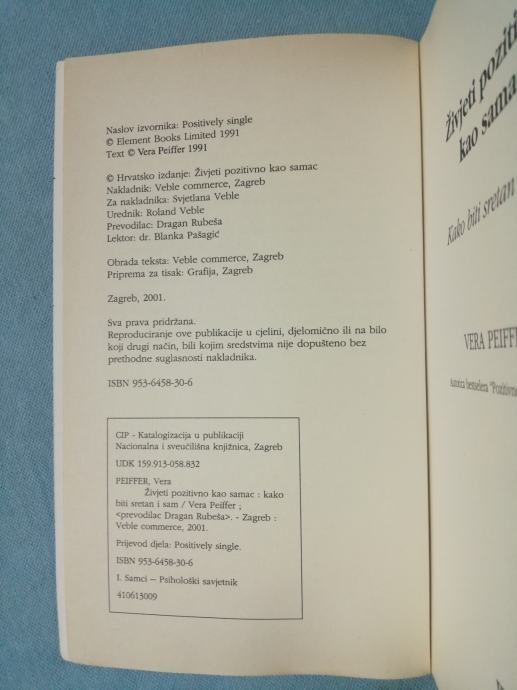 Naslov izvornika: Positively single
© Element Books Limited 1991
Text © Vera Peiffer 1991
© Hrvatsko izdanje: Živjeti pozitivno kao samac
Nakladnik: Veble commerce, Zagreb
Za nakladnika: Svjetlana Veble
Urednik: Roland Veble
Prevodilac: Dragan Rubeša
Lektor: dr. Blanka Pašagić
Obrada teksta: Veble commerce, Zagreb
Priprema za tisak: Grafija, Zagreb
Zagreb, 2001.
Sva prava pridržana.
Reproduciranje ove publikacije u cjelini, djelomično ili na bilo
koji drugi način, bili kojim sredstvima nije dopušteno bez
prethodne suglasnosti nakladnika.
ISBN 953-6458-30-6
CIP - Katalogizacija u publikaciji
Nacionalna i sveučilišna knjižnica, Zagreb
UDK 159.913-058.832
PEIFFER, Vera
Živjeti pozitivno kao samac : kako
biti sretan i sam / Vera Peiffer ;
<prevodilac Dragan Rubeša>. - Zagreb :
Veble commerce, 2001.
Prijevod djela: Positively single.
ISBN 953-6458-30-6
I. Samci – Psihološki savjetnik
410613009
Živjeti poziti
kao sama
Kako biti sretan
VERA PEIFF
Autorica bestselera "Pozitivno